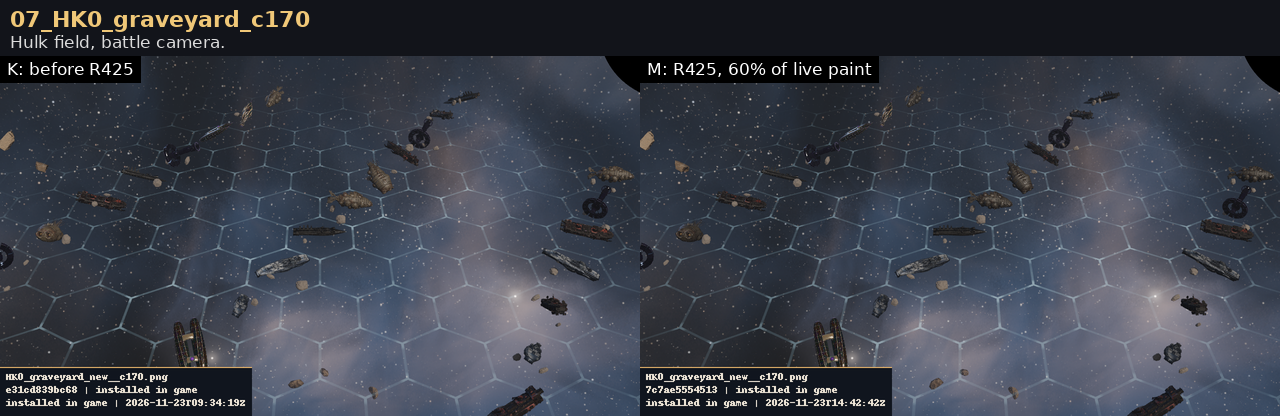 07_HK0_graveyard_c170
Hulk field, battle camera.
K: before R425
M: R425, 60% of live paint
HK0_graveyard_new__c170.png
e31cd839bc68 | installed in game
installed in game | 2026-11-23T09:34:19Z
HK0_graveyard_new__c170.png
7c7ae5554513 | installed in game
installed in game | 2026-11-23T14:42:42Z